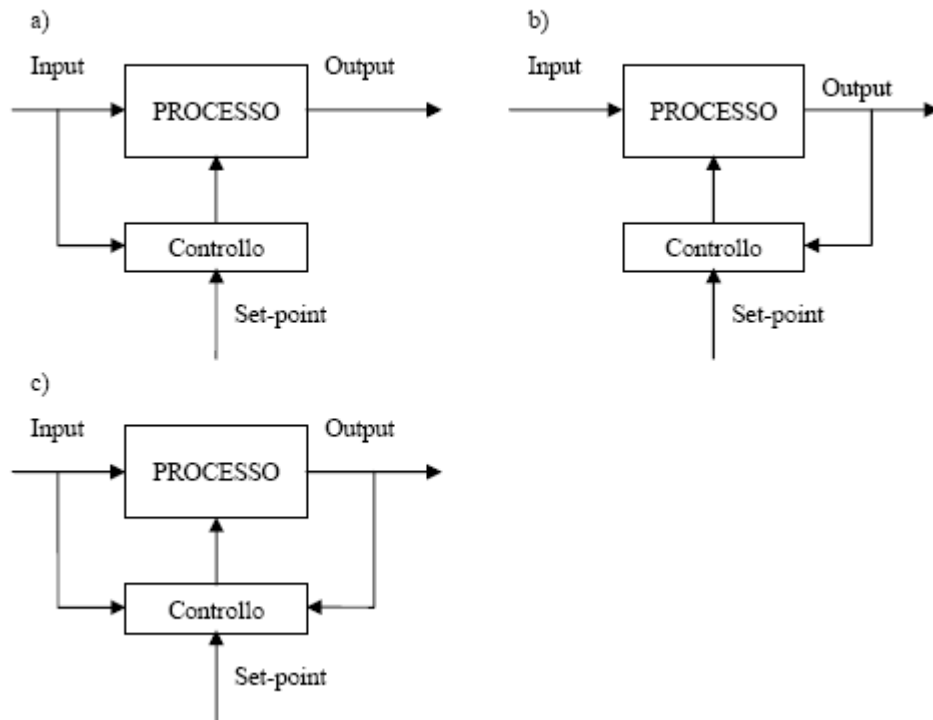 a)
Input
Output
PROCESSO
Controllo
Set-point
b)
Input
Output
PROCESSO
Controllo
Set-point
c)
Input
Output
PROCESSO
Controllo
Set-point